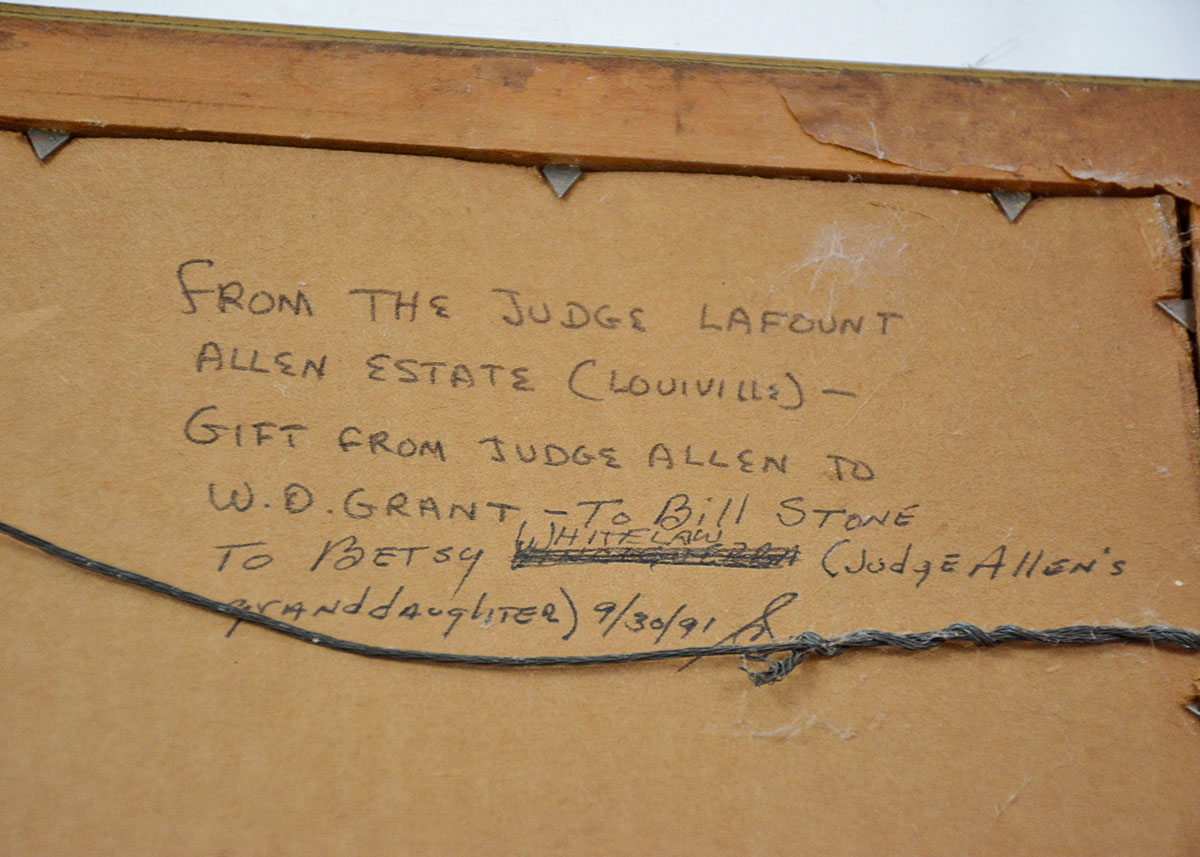 FROM THE JUDGE LAFOUNT
ALLEN ESTATE (LOUIVILLE) —
GIFT FROM JUDGE ALLEN TO
W.D. GRANT - To Bill STONE
To BETSY WHITELAW (JudgE AllEN's
grANddAughTER) 9/30/91